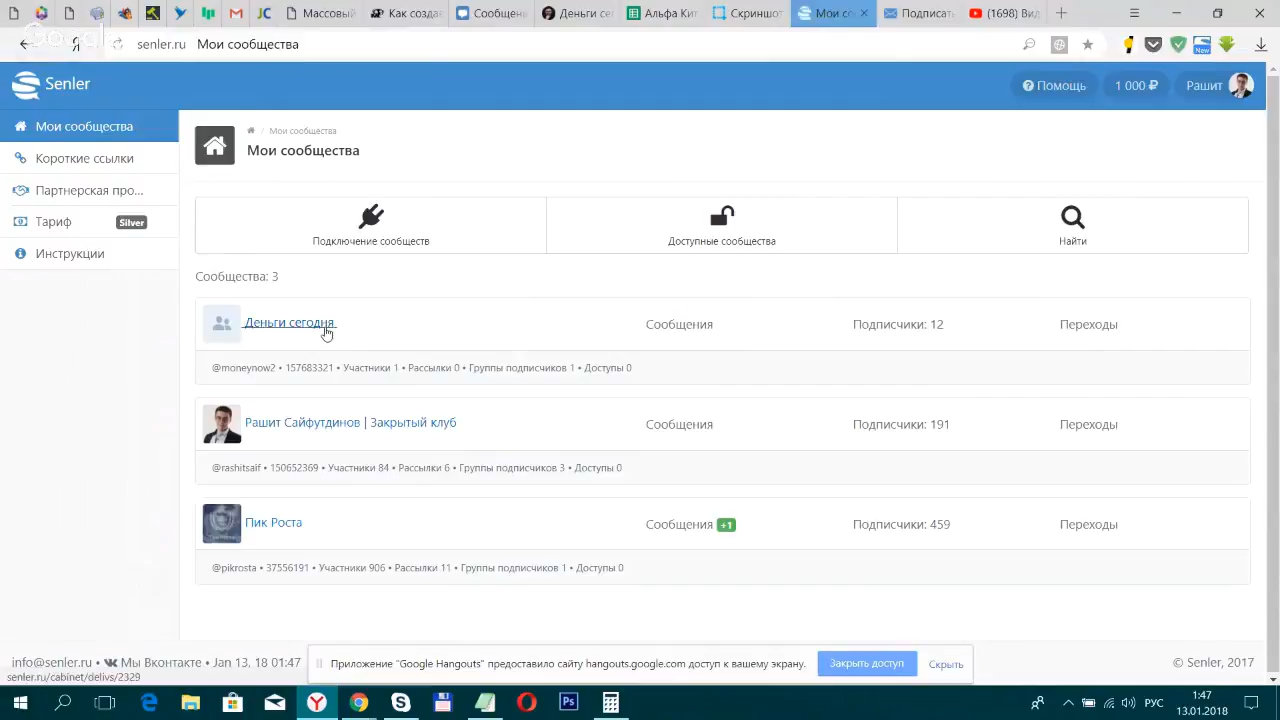 Массовый
Как создав
Сообщени
Деньги сег
Альфа Кит
Скриншот
Мои со
Подписать
(1698) Вид
senler.ru
Мои сообщества
Google
New
Senler
Помощь
1 000 ₽
Рашит
Мои сообщества
Короткие ссылки
Партнерская про...
Тариф
Silver
Инструкции
/ Мои сообщества
Мои сообщества
Подключение сообществ
Доступные сообщества
Найти
Сообщества: 3
Деньги сегодня
Сообщения
Подписчики: 12
Переходы
@moneynow2 • 157683321 • Участники 1 • Рассылки 0 • Группы подписчиков 1 • Доступы 0
Рашит Сайфутдинов | Закрытый клуб
Сообщения
Подписчики: 191
Переходы
@rashitsaif • 150652369 • Участники 84 • Рассылки 6 • Группы подписчиков 3 • Доступы 0
Пик Роста
Сообщения +1
Подписчики: 459
Переходы
@pikrosta • 37556191 • Участники 906 • Рассылки 11 • Группы подписчиков 1 • Доступы 0
info@senler.ru • Мы Вконтакте • Jan 13, 18 01:47
© Senler, 2017
Приложение "Google Hangouts" предоставило сайту hangouts.google.com доступ к вашему экрану.
Закрыть доступ
Скрыть
senler.ru/cabinet/delivs/2329
Ps
РУС
1:47
13.01.2018